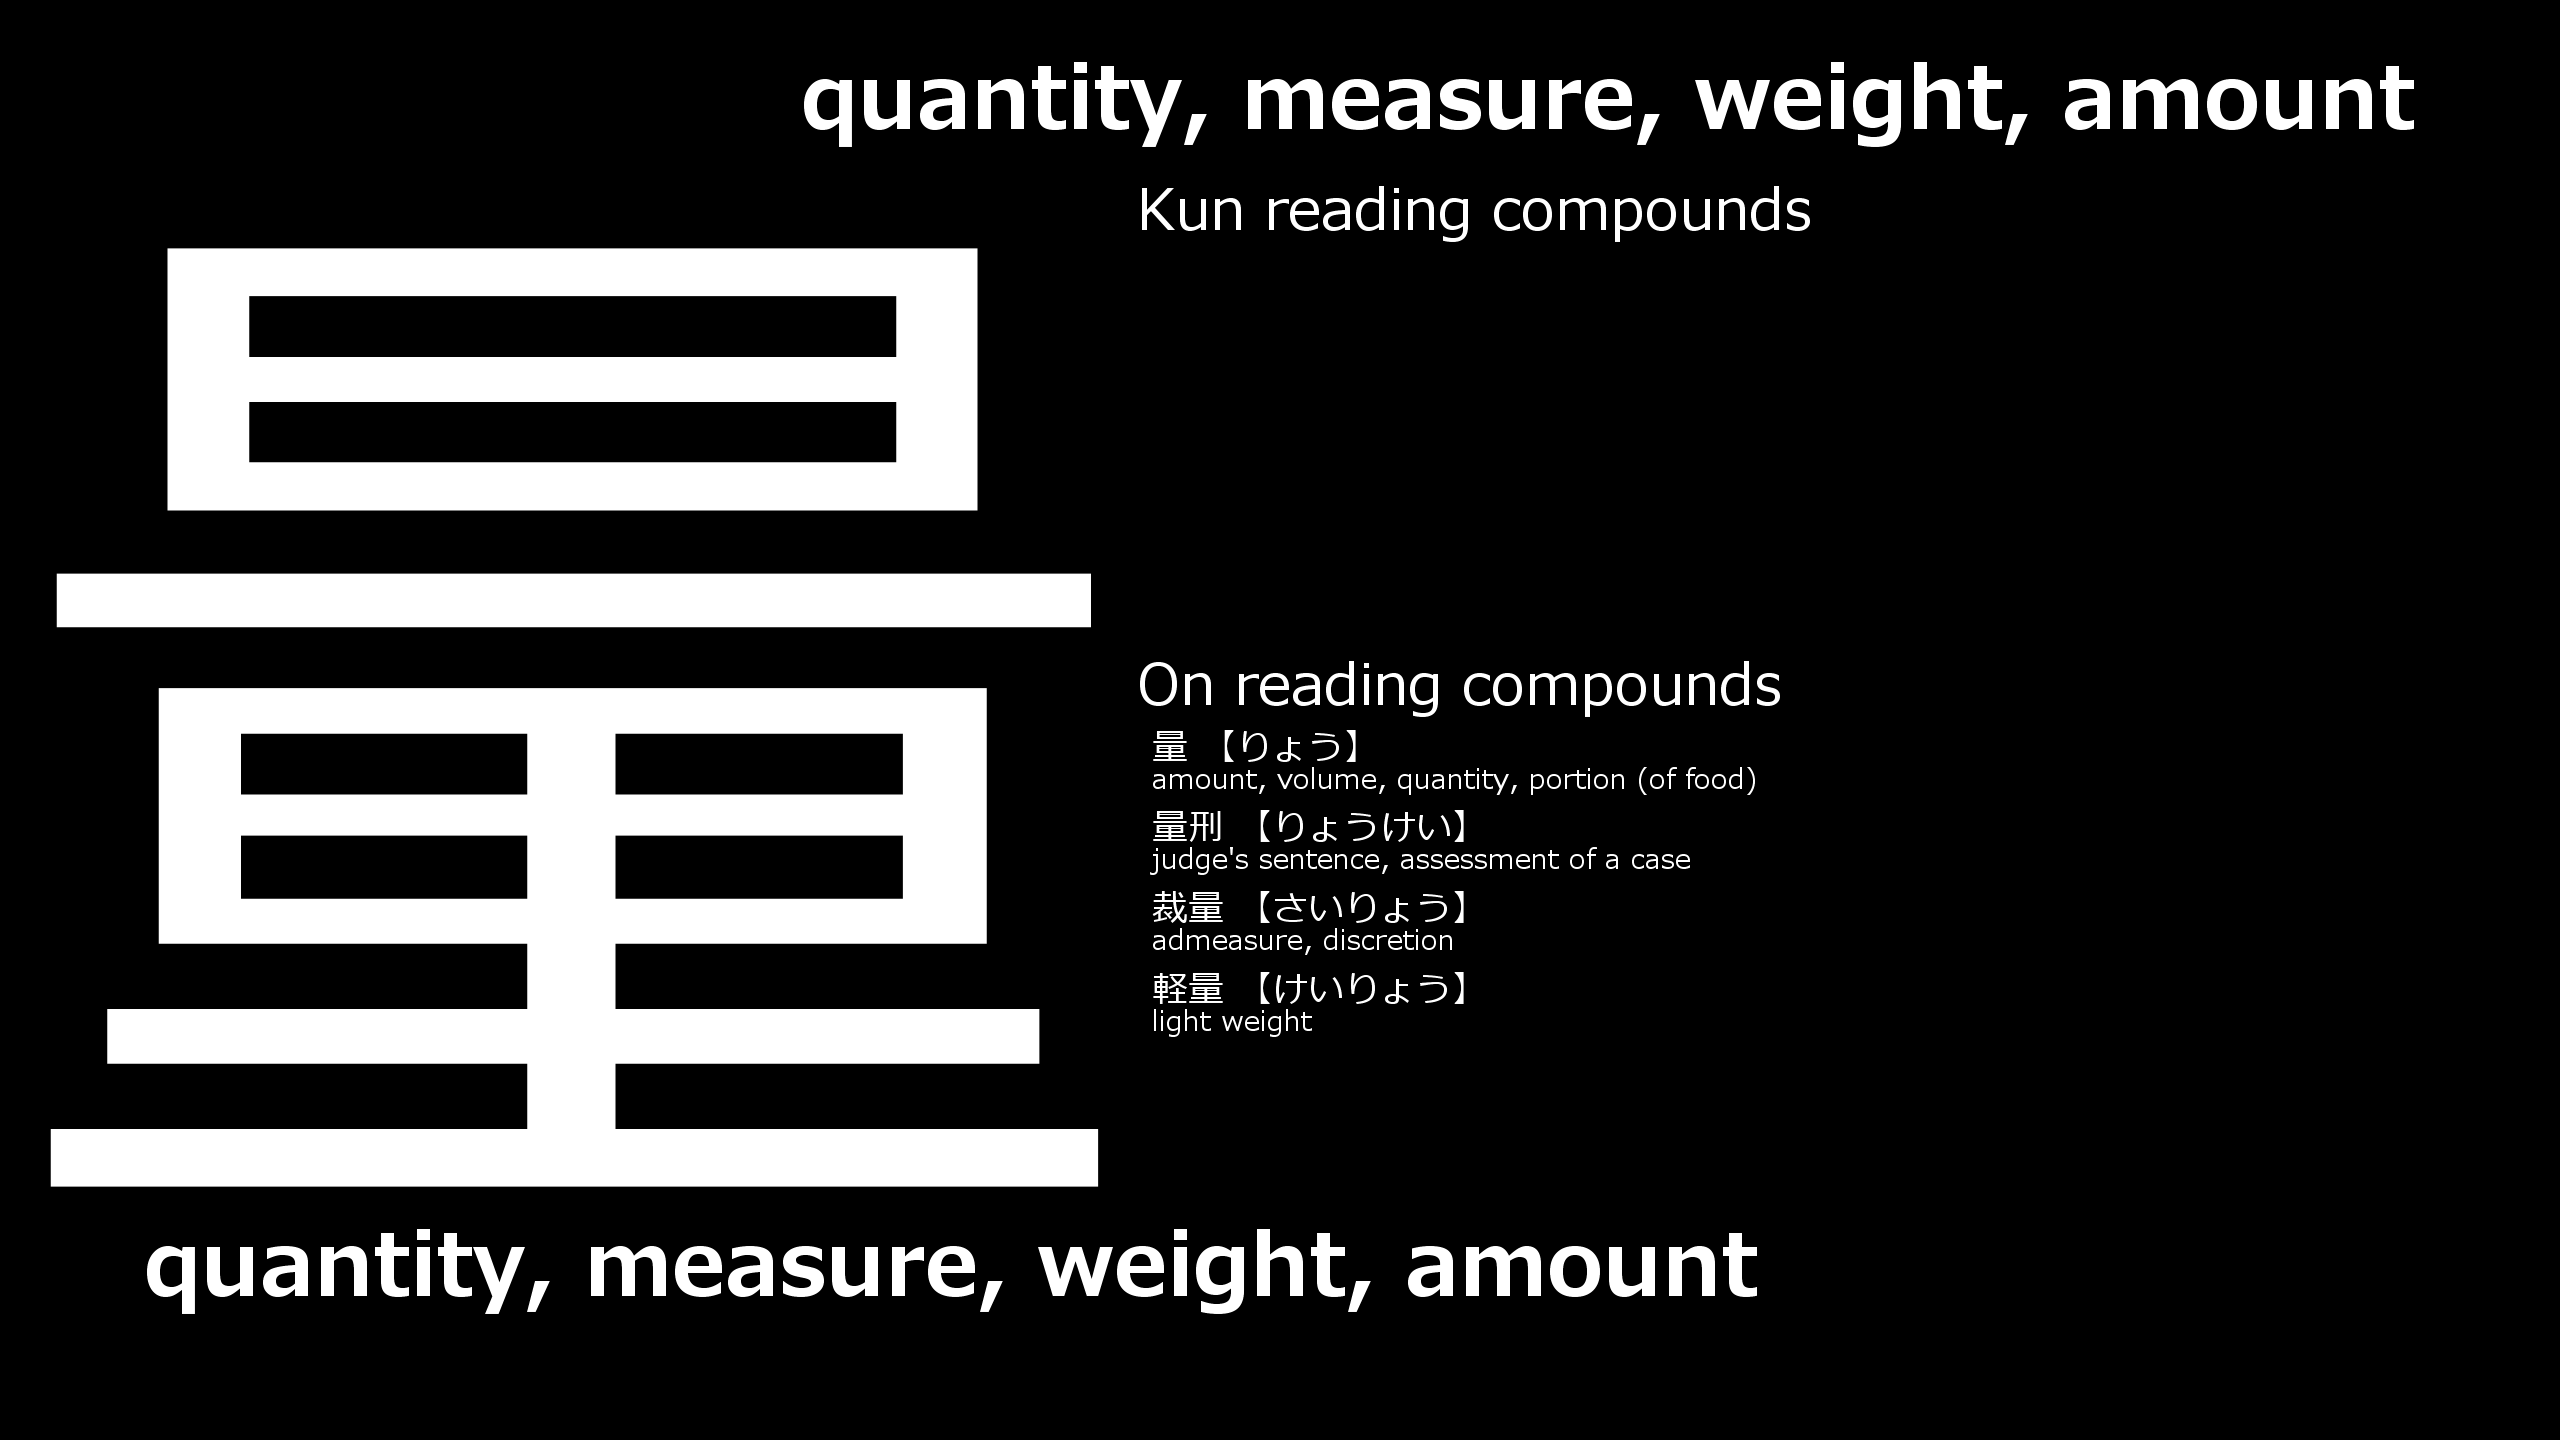 quantity, measure, weight, amount
量
Kun reading compounds
On reading compounds
量 【りょう】
amount, volume, quantity, portion (of food)
量刑 【りょうけい】
judge's sentence, assessment of a case
裁量 【さいりょう】
admeasure, discretion
軽量 【けいりょう】
light weight
quantity, measure, weight, amount